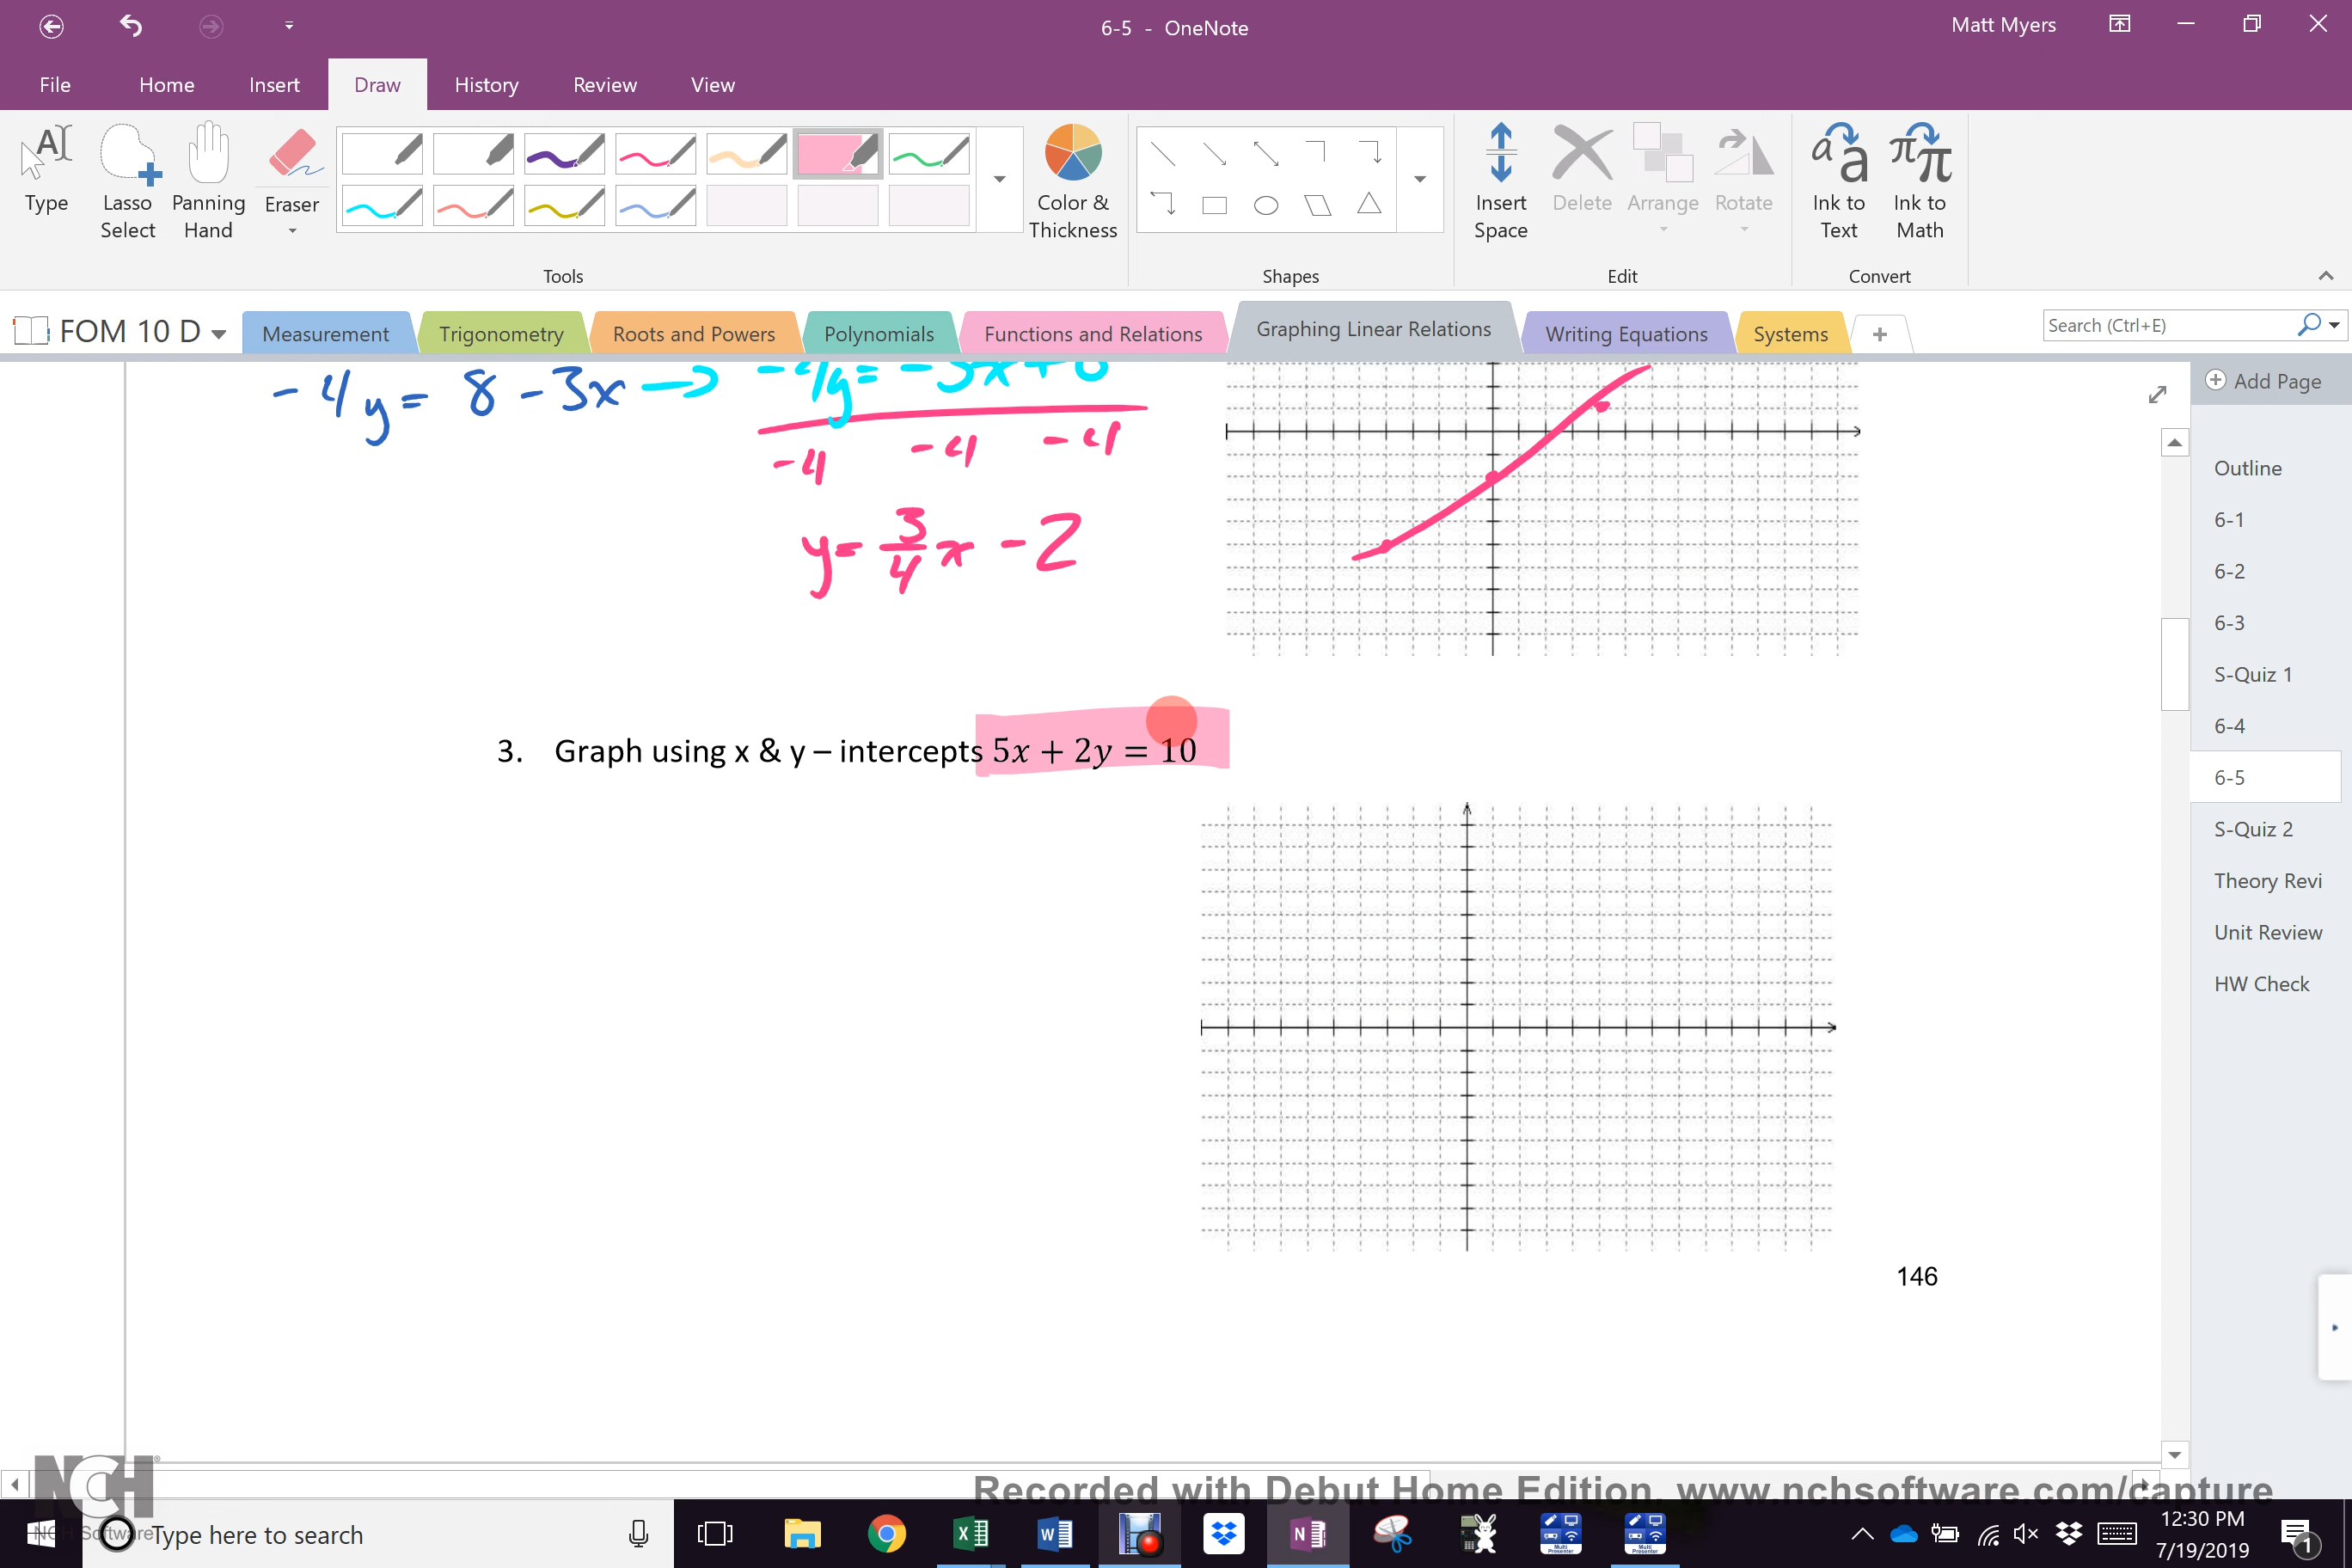 6-5 - OneNote
Matt Myers
File Home Insert Draw History Review View
Type
Lasso Select
Panning Hand
Eraser
Color & Thickness
Insert Space
Delete
Arrange
Rotate
Ink to Text
Ink to Math
Tools
Shapes
Edit
Convert
FOM 10 D
Measurement
Trigonometry
Roots and Powers
Polynomials
Functions and Relations
Graphing Linear Relations
Writing Equations
Systems
Search (Ctrl+E)
Add Page
Outline
6-1
6-2
6-3
S-Quiz 1
6-4
6-5
S-Quiz 2
Theory Revi
Unit Review
HW Check
-4y = 8 - 3x →
-4 -4 -4
y = 3/4 x - 2
3. Graph using x & y – intercepts 5x + 2y = 10
146
NCH
NCH Software
Recorded with Debut Home Edition. www.nchsoftware.com/capture
Type here to search
12:30 PM
7/19/2019
1